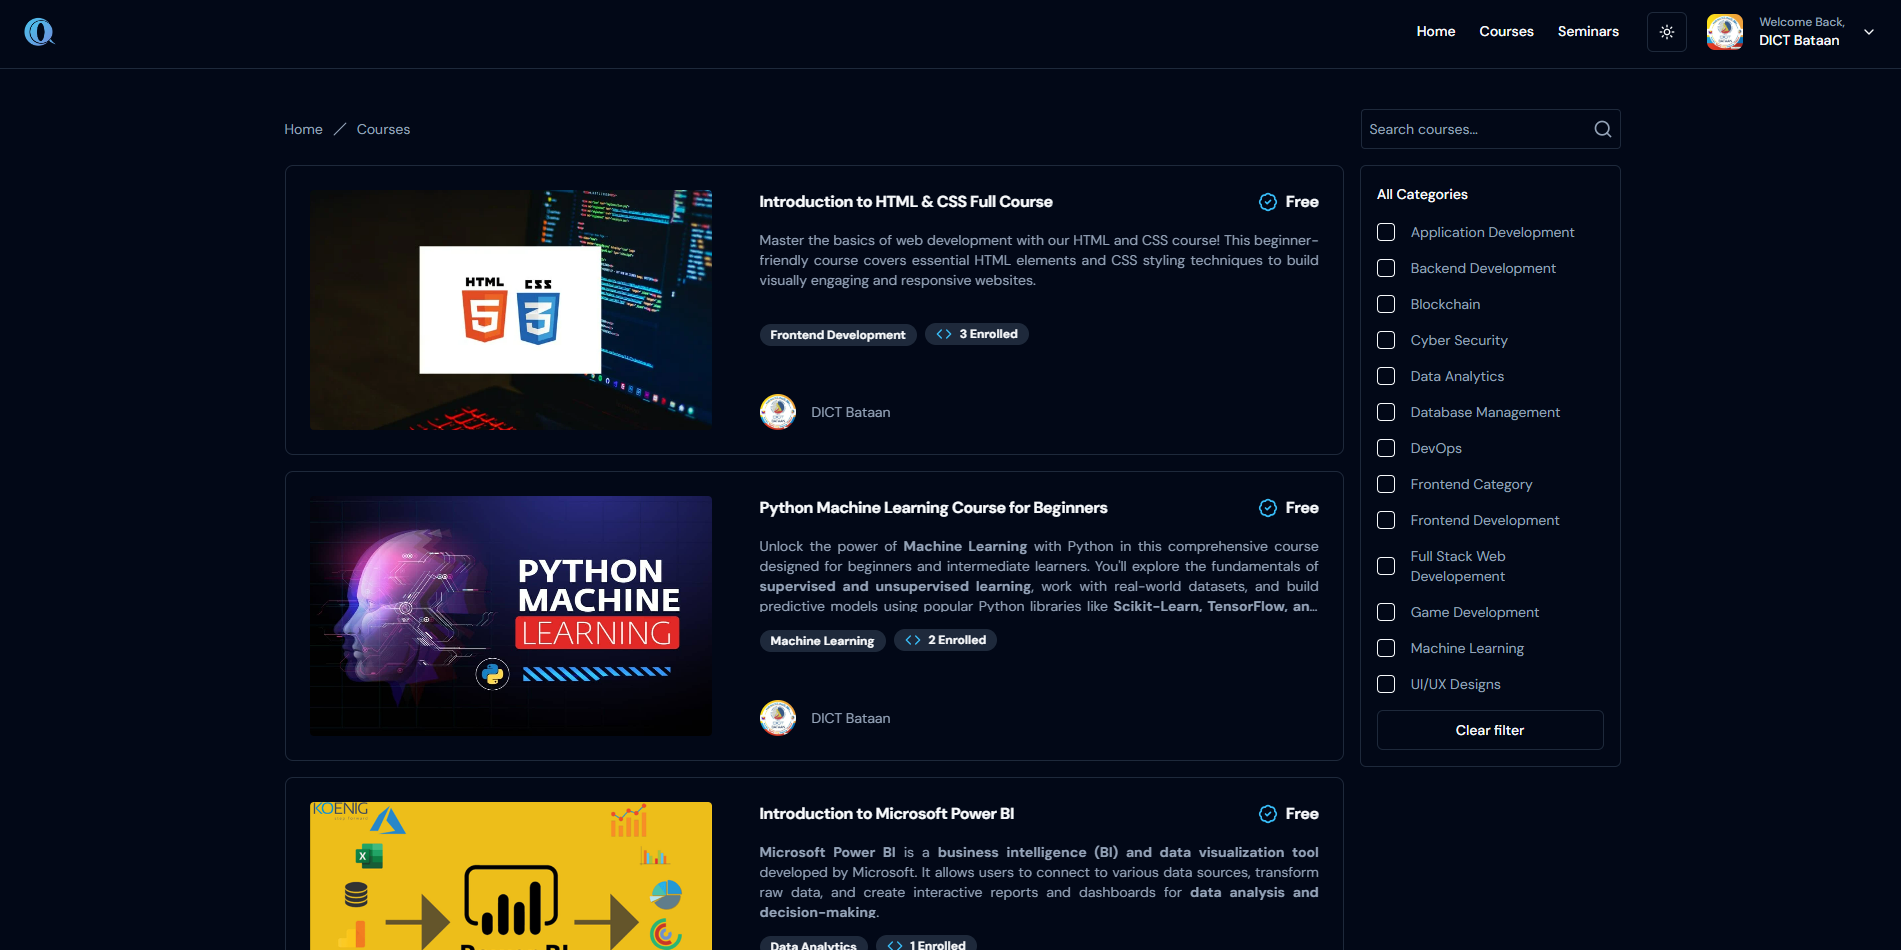 Home
Courses
Seminars
Welcome Back,
DICT Bataan
Home
Courses
Search courses...
HTML
5
CSS
3
Introduction to HTML & CSS Full Course
Free
Master the basics of web development with our HTML and CSS course! This beginner-
friendly course covers essential HTML elements and CSS styling techniques to build
visually engaging and responsive websites.
Frontend Development
3 Enrolled
DICT Bataan
PYTHON
MACHINE
LEARNING
Python Machine Learning Course for Beginners
Free
Unlock the power of Machine Learning with Python in this comprehensive course
designed for beginners and intermediate learners. You'll explore the fundamentals of
supervised and unsupervised learning, work with real-world datasets, and build
predictive models using popular Python libraries like Scikit-Learn, TensorFlow, an...
Machine Learning
2 Enrolled
DICT Bataan
KOENIG
step forward
X
Power BI
Introduction to Microsoft Power BI
Free
Microsoft Power BI is a business intelligence (BI) and data visualization tool
developed by Microsoft. It allows users to connect to various data sources, transform
raw data, and create interactive reports and dashboards for data analysis and
decision-making.
Data Analytics
1 Enrolled
All Categories
Application Development
Backend Development
Blockchain
Cyber Security
Data Analytics
Database Management
DevOps
Frontend Category
Frontend Development
Full Stack Web
Developement
Game Development
Machine Learning
UI/UX Designs
Clear filter